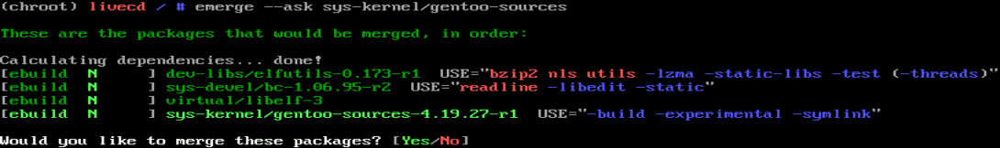 (chroot) livecd / # emerge --ask sys-kernel/gentoo-sources
These are the packages that would be merged, in order:
Calculating dependencies... done!
[ebuild  N     ] dev-libs/elfutils-0.173-r1  USE="bzip2 nls utils -lzma -static-libs -test (-threads)"
[ebuild  N     ] sys-devel/bc-1.06.95-r2  USE="readline -libedit -static"
[ebuild  N     ] virtual/libelf-3
[ebuild  N     ] sys-kernel/gentoo-sources-4.19.27-r1  USE="-build -experimental -symlink"
Would you like to merge these packages? [Yes/No]